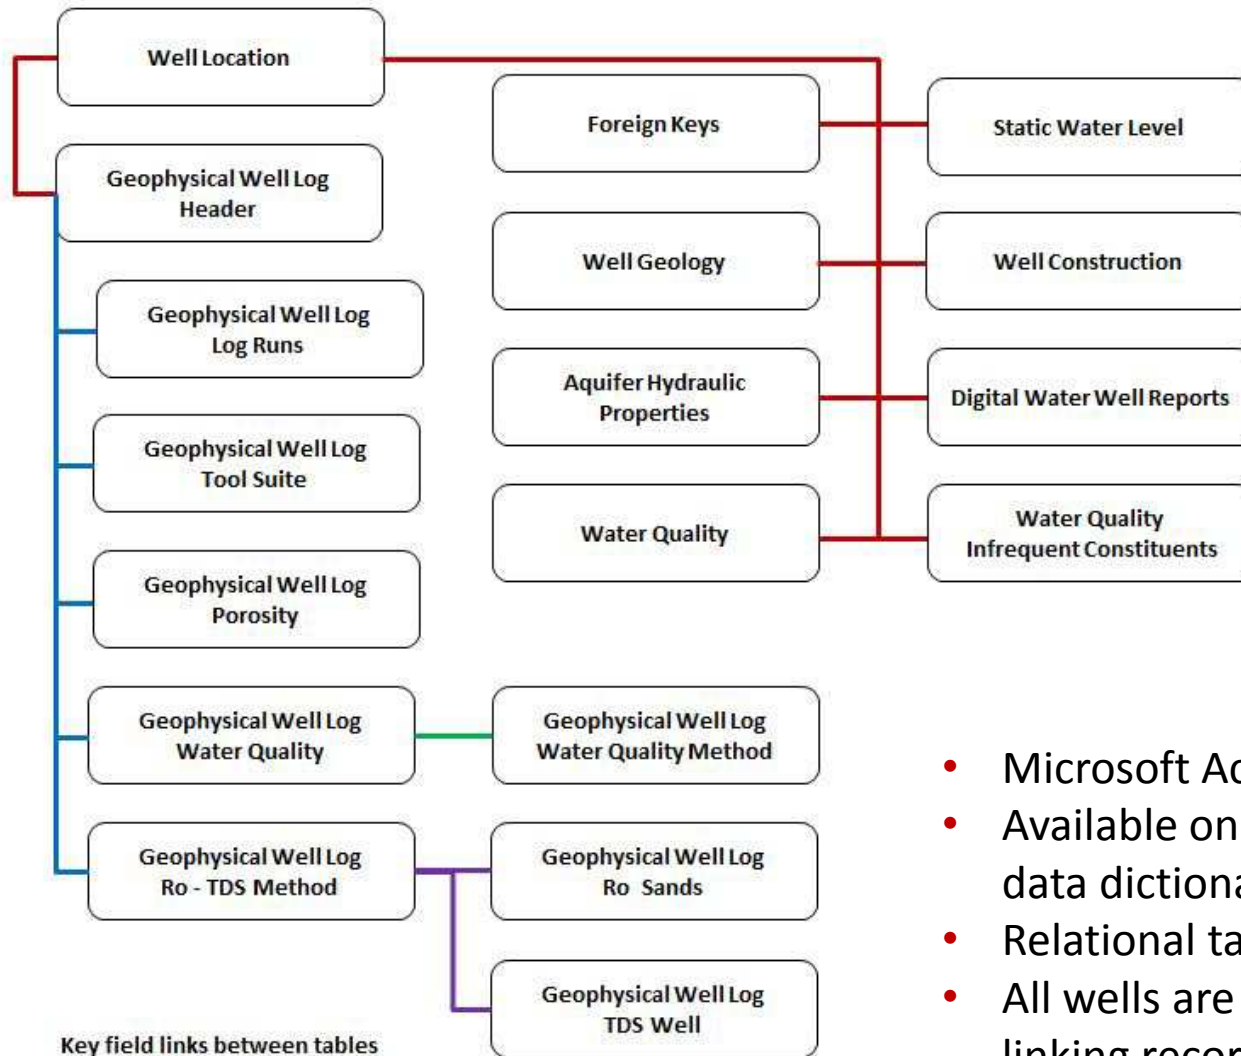 Well Location
Geophysical Well Log
Header
Geophysical Well Log
Log Runs
Geophysical Well Log
Tool Suite
Geophysical Well Log
Porosity
Geophysical Well Log
Water Quality
Geophysical Well Log
Water Quality Method
Geophysical Well Log
Ro - TDS Method
Geophysical Well Log
Ro Sands
Geophysical Well Log
TDS Well
Key field links between tables
Foreign Keys
Static Water Level
Well Geology
Well Construction
Aquifer Hydraulic
Properties
Digital Water Well Reports
Water Quality
Water Quality
Infrequent Constituents
• Microsoft
• Available
data
• Relational
• All wells are
linking